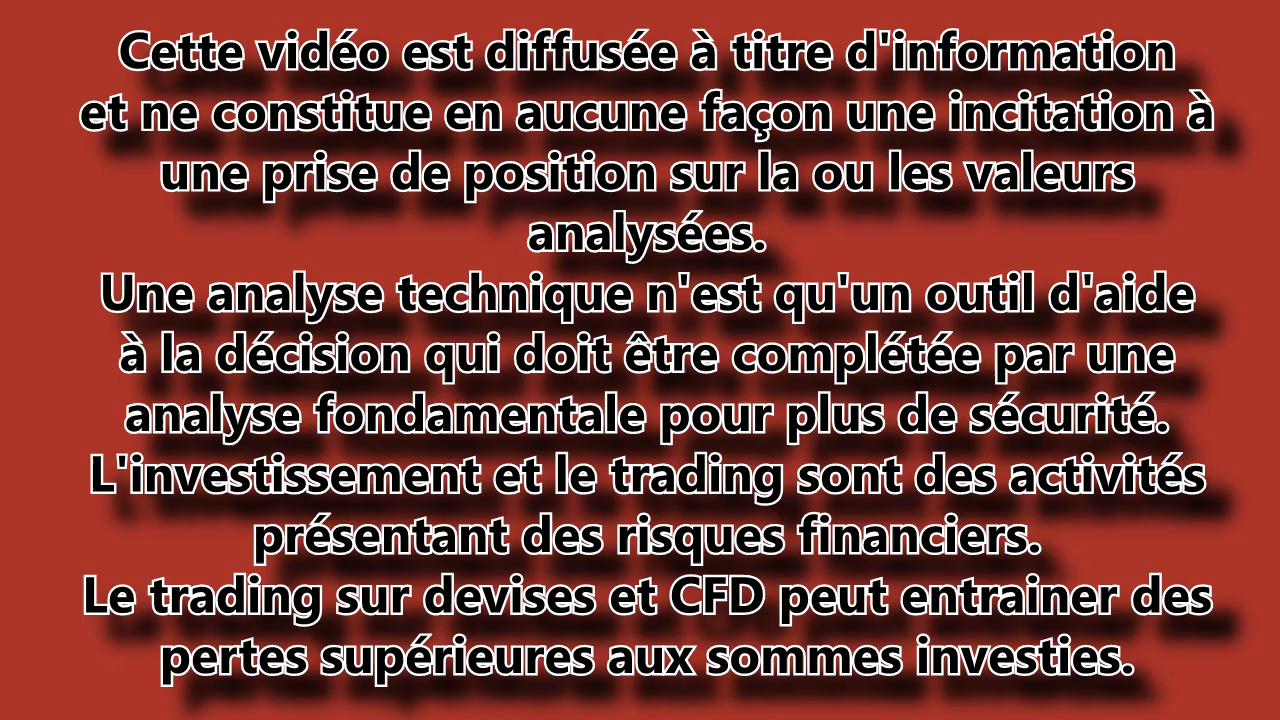 Cette vidéo est diffusée à titre d'information
et ne constitue en aucune façon une incitation à
une prise de position sur la ou les valeurs
analysées.
Une analyse technique n'est qu'un outil d'aide
à la décision qui doit être complétée par une
analyse fondamentale pour plus de sécurité.
L'investissement et le trading sont des activités
présentant des risques financiers.
Le trading sur devises et CFD peut entrainer des
pertes supérieures aux sommes investies.